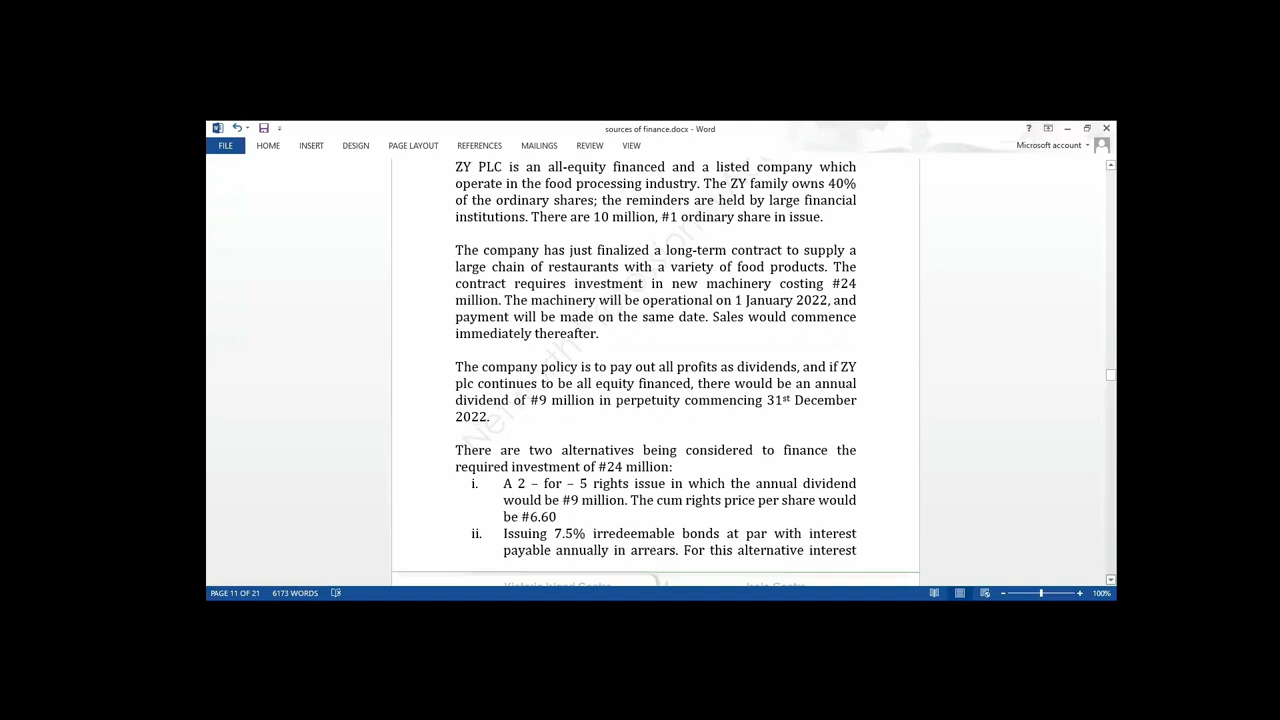 sources of finance.docx - Word
FILE HOME INSERT DESIGN PAGE LAYOUT REFERENCES MAILINGS REVIEW VIEW Microsoft account
ZY PLC is an all-equity financed and a listed company which
operate in the food processing industry. The ZY family owns 40%
of the ordinary shares; the reminders are held by large financial
institutions. There are 10 million, #1 ordinary share in issue.
The company has just finalized a long-term contract to supply a
large chain of restaurants with a variety of food products. The
contract requires investment in new machinery costing #24
million. The machinery will be operational on 1 January 2022, and
payment will be made on the same date. Sales would commence
immediately thereafter.
The company policy is to pay out all profits as dividends, and if ZY
plc continues to be all equity financed, there would be an annual
dividend of #9 million in perpetuity commencing 31st December
2022.
There are two alternatives being considered to finance the
required investment of #24 million:
i. A 2 – for – 5 rights issue in which the annual dividend
would be #9 million. The cum rights price per share would
be #6.60
ii. Issuing 7.5% irredeemable bonds at par with interest
payable annually in arrears. For this alternative interest
PAGE 11 OF 21 6173 WORDS 100%